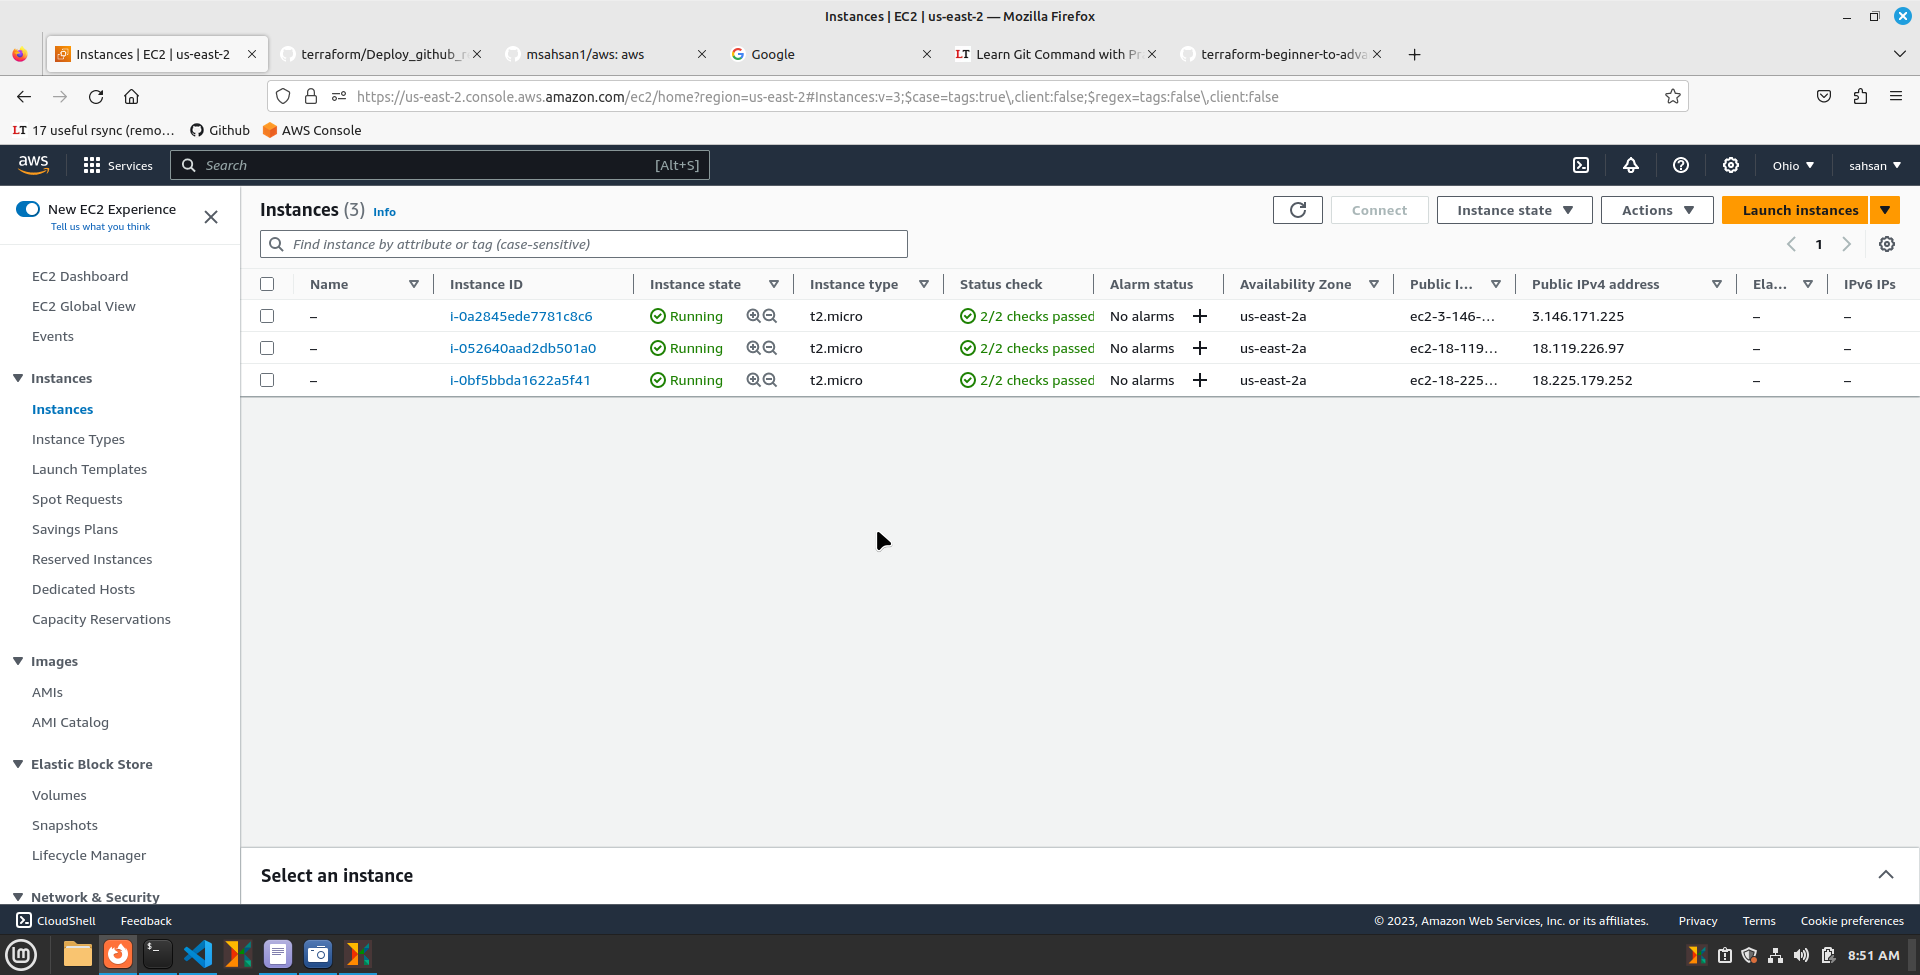 Instances | EC2 | us-east-2 — Mozilla Firefox
Instances | EC2 | us-east-2
terraform/Deploy_github_r
msahsan1/aws: aws
Google
LT Learn Git Command with Pr
terraform-beginner-to-adva
https://us-east-2.console.aws.amazon.com/ec2/home?region=us-east-2#Instances:v=3;$case=tags:true\,client:false;$regex=tags:false\,client:false
LT 17 useful rsync (remo…
Github
AWS Console
aws
Services
Search
[Alt+S]
Ohio
sahsan
New EC2 Experience
Tell us what you think
EC2 Dashboard
EC2 Global View
Events
Instances
Instances
Instance Types
Launch Templates
Spot Requests
Savings Plans
Reserved Instances
Dedicated Hosts
Capacity Reservations
Images
AMIs
AMI Catalog
Elastic Block Store
Volumes
Snapshots
Lifecycle Manager
Network & Security
Instances (3) Info
Connect
Instance state
Actions
Launch instances
Find instance by attribute or tag (case-sensitive)
1
Name Instance ID Instance state Instance type Status check Alarm status Availability Zone Public I... Public IPv4 address Ela... IPv6 IPs
– i-0a2845ede7781c8c6 Running t2.micro 2/2 checks passed No alarms + us-east-2a ec2-3-146-... 3.146.171.225 – –
– i-052640aad2db501a0 Running t2.micro 2/2 checks passed No alarms + us-east-2a ec2-18-119... 18.119.226.97 – –
– i-0bf5bbda1622a5f41 Running t2.micro 2/2 checks passed No alarms + us-east-2a ec2-18-225... 18.225.179.252 – –
Select an instance
CloudShell
Feedback
© 2023, Amazon Web Services, Inc. or its affiliates.
Privacy
Terms
Cookie preferences
8:51 AM